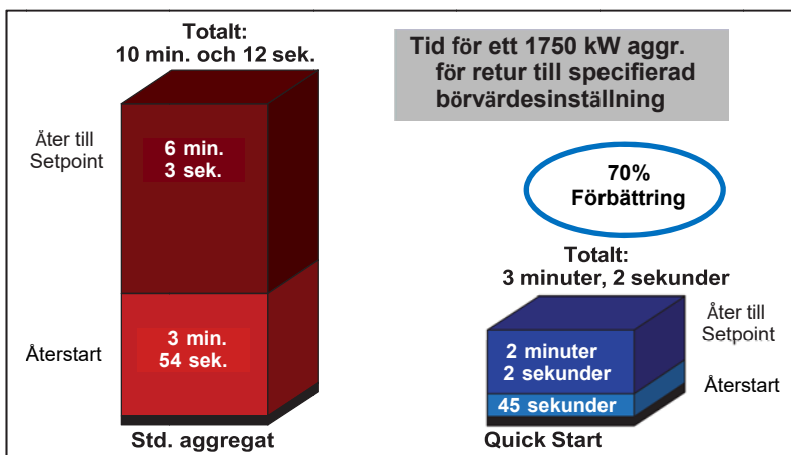 Totalt:
10 min. och 12 sek.
Tid för ett 1750 kW aggr.
för retur till specifierad
börvärdesinställning
Åter till
Setpoint
6 min.
3 sek.
70%
Förbättring
Totalt:
3 minuter, 2 sekunder
Återstart
3 min.
54 sek.
2 minuter
2 sekunder
Åter till
Setpoint
45 sekunder
Återstart
Std. aggregat
Quick Start